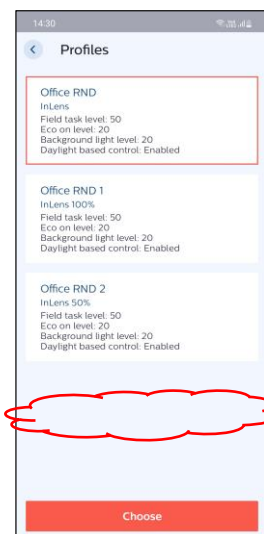 14:30
Profiles
Office RND
InLens
Field task level: 50
Eco on level: 20
Background light level: 20
Daylight based control: Enabled
Office RND 1
InLens 100%
Field task level: 50
Eco on level: 20
Background light level: 20
Daylight based control: Enabled
Office RND 2
InLens 50%
Field task level: 50
Eco on level: 20
Background light level: 20
Daylight based control: Enabled
Choose